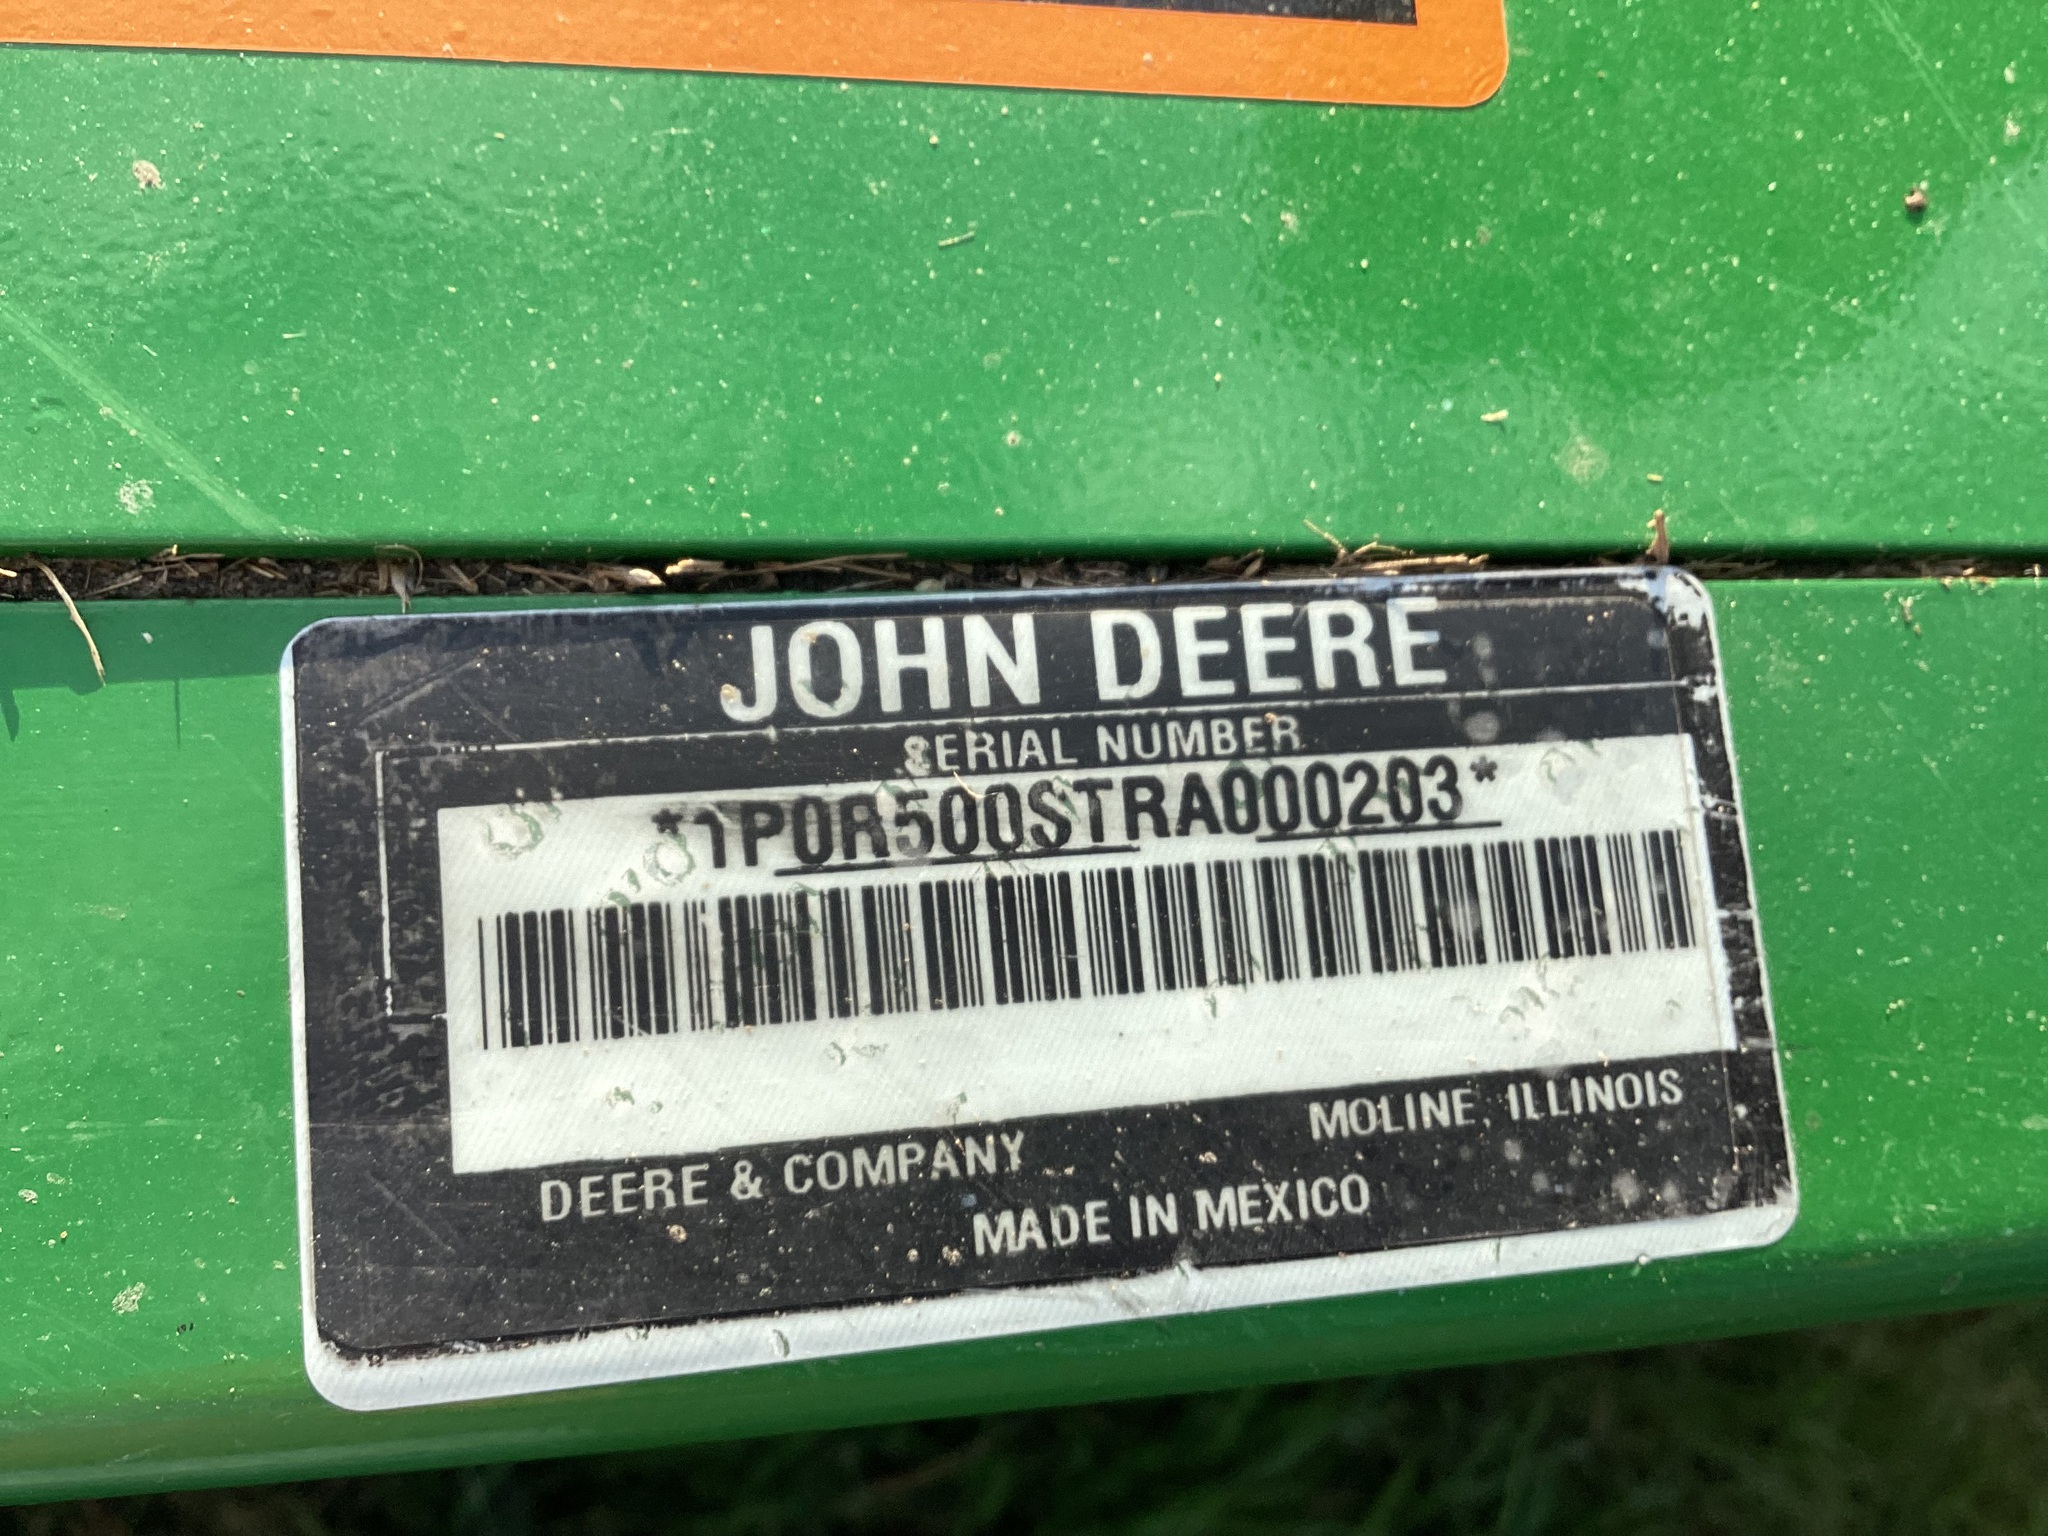 JOHN DEERE
SERIAL NUMBER
*1P0R500STRA000203*
DEERE & COMPANY MOLINE, ILLINOIS
MADE IN MEXICO